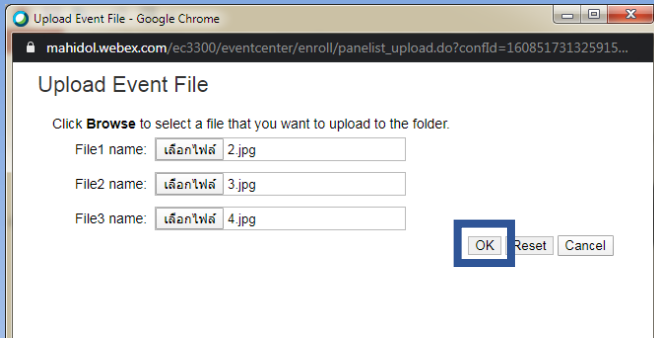 Upload Event File - Google Chrome
mahidol.webex.com/ec3300/eventcenter/enroll/panelist_upload.do?confId=160851731325915...
Upload Event File
Click Browse to select a file that you want to upload to the folder.
File1 name: เลือกไฟล์ 2.jpg
File2 name: เลือกไฟล์ 3.jpg
File3 name: เลือกไฟล์ 4.jpg
OK Reset Cancel